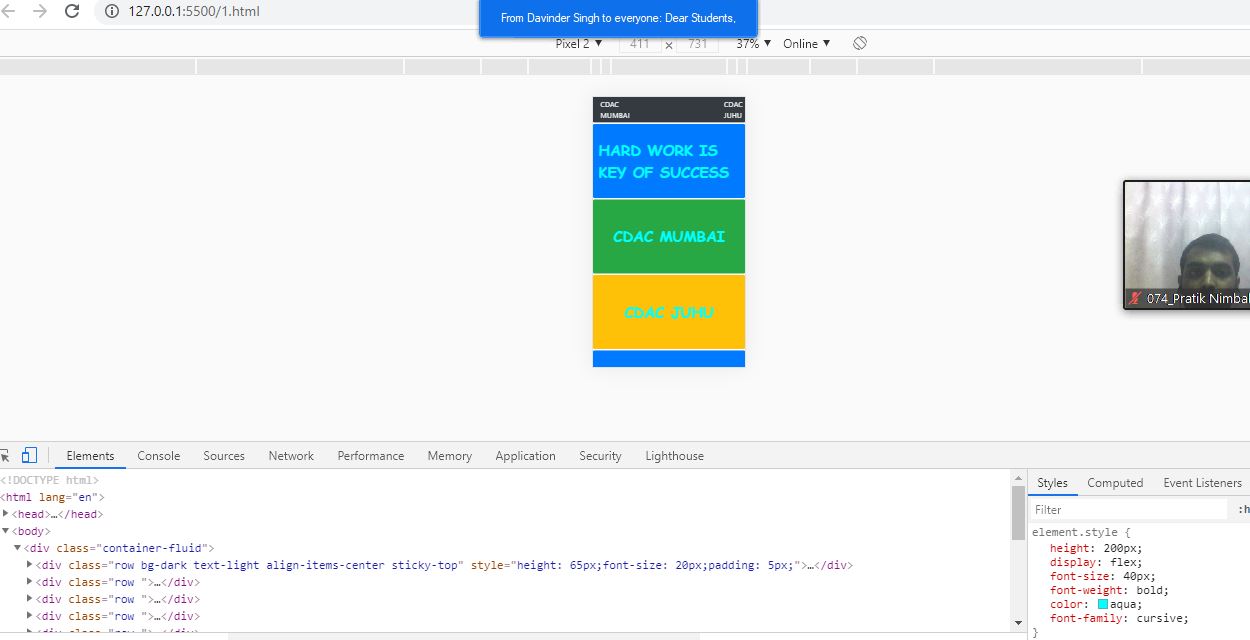 127.0.0.1:5500/1.html
From Davinder Singh to everyone: Dear Students,
Pixel 2 ▼ 411 × 731 37% ▼ Online ▼
CDAC MUMBAI
CDAC JUHU
HARD WORK IS
KEY OF SUCCESS
CDAC MUMBAI
CDAC JUHU
074_Pratik Nimbal
Elements Console Sources Network Performance Memory Application Security Lighthouse
<!DOCTYPE html>
<html lang="en">
<head>…</head>
<body>
<div class="container-fluid">
<div class="row bg-dark text-light align-items-center sticky-top" style="height: 65px;font-size: 20px;padding: 5px;">…</div>
<div class="row ">…</div>
<div class="row ">…</div>
<div class="row ">…</div>
Styles Computed Event Listeners
Filter :h
element.style {
height: 200px;
display: flex;
font-size: 40px;
font-weight: bold;
color: aqua;
font-family: cursive;
}